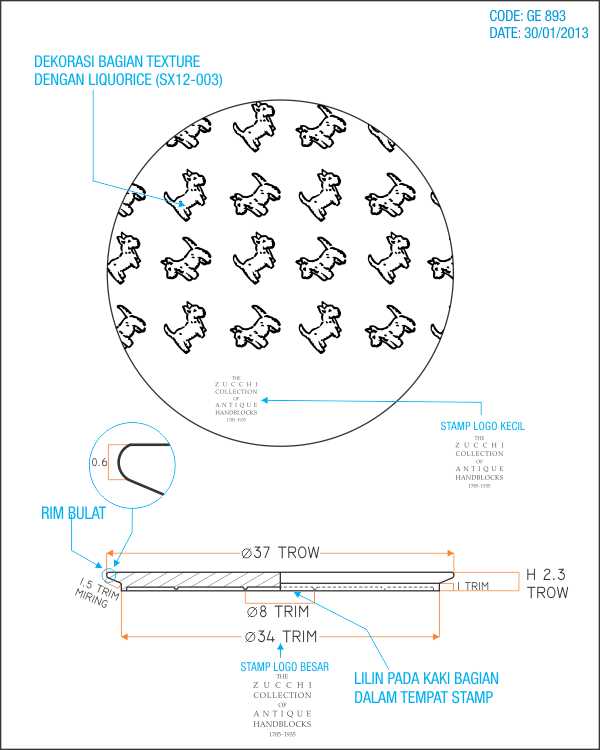 CODE: GE 893
DATE: 30/01/2013
DEKORASI BAGIAN TEXTURE
DENGAN LIQUORICE (SX12-003)
THE
ZUCCHI
COLLECTION
OF
ANTIQUE
HANDBLOCKS
1785-1935
STAMP LOGO KECIL
THE
ZUCCHI
COLLECTION
OF
ANTIQUE
HANDBLOCKS
1785-1935
0.6
RIM BULAT
Ø37 TROW
1.5 TRIM
MIRING
1 TRIM
H 2.3
TROW
Ø8 TRIM
Ø34 TRIM
STAMP LOGO BESAR
THE
ZUCCHI
COLLECTION
OF
ANTIQUE
HANDBLOCKS
1785-1935
LILIN PADA KAKI BAGIAN
DALAM TEMPAT STAMP